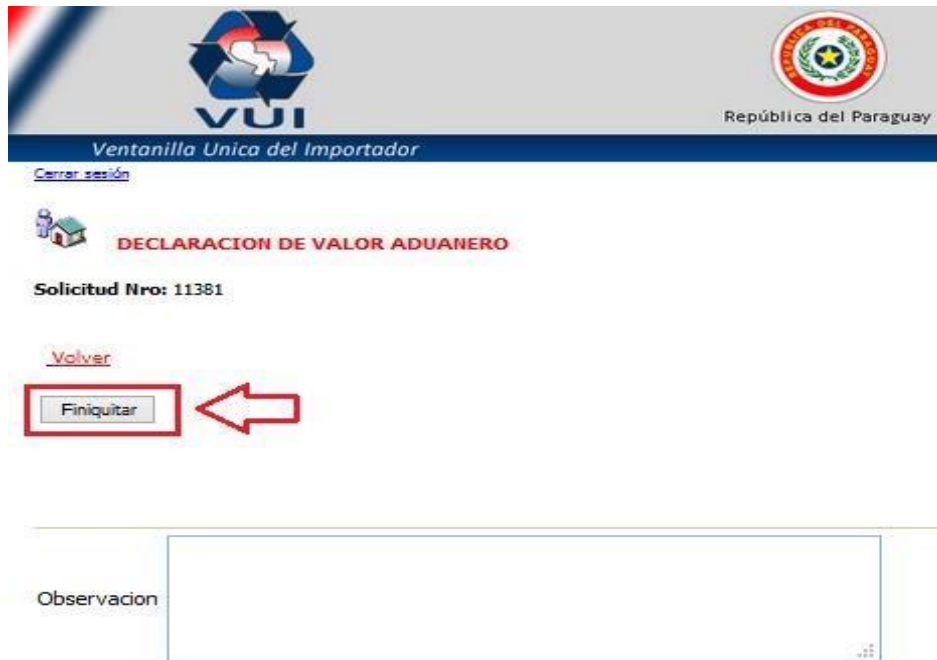 VUI
REPUBLICA DEL PARAGUAY
República del Paraguay
Ventanilla Unica del Importador
Cerrar sesión
DECLARACION DE VALOR ADUANERO
Solicitud Nro: 11381
Volver
Finiquitar
Observacion